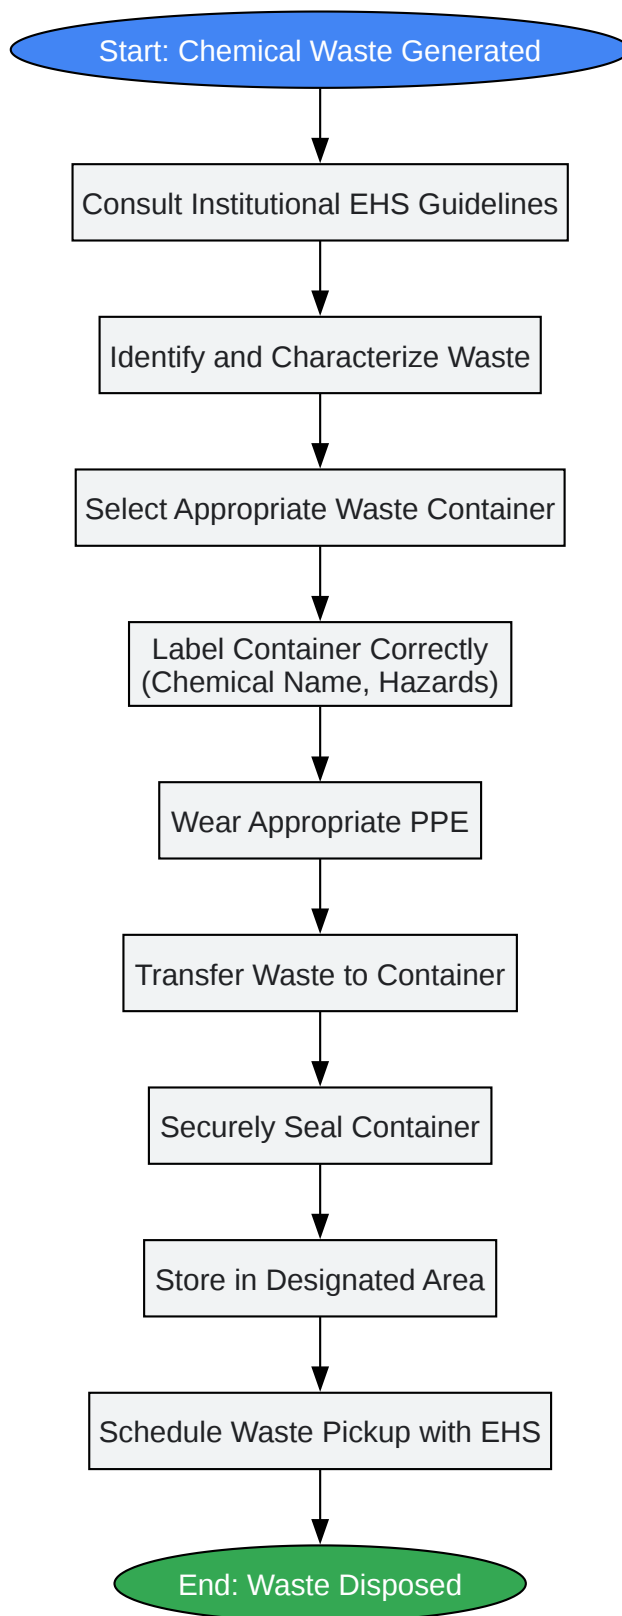 Start: Chemical Waste Generated
Consult Institutional EHS Guidelines
Identify and Characterize Waste
Select Appropriate Waste Container
Label Container Correctly
(Chemical Name, Hazards)
Wear Appropriate PPE
Transfer Waste to Container
Securely Seal Container
Store in Designated Area
Schedule Waste Pickup with EHS
End: Waste Disposed